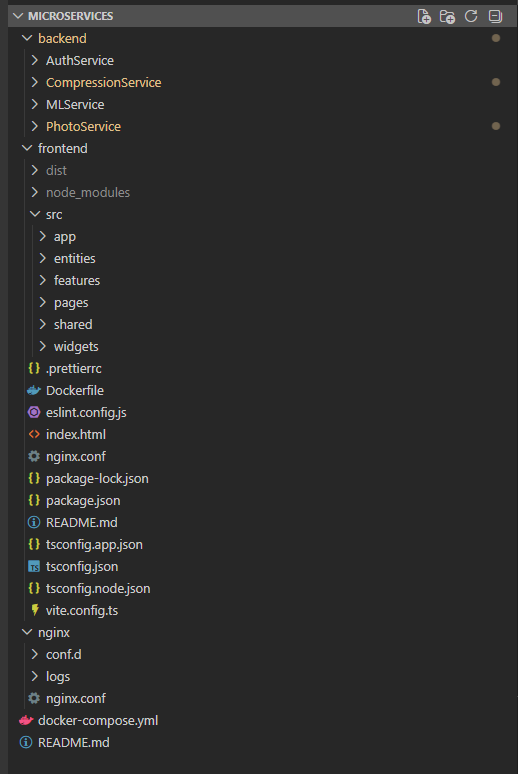 MICROSERVICES
backend
AuthService
CompressionService
MLService
PhotoService
frontend
dist
node_modules
src
app
entities
features
pages
shared
widgets
.prettierrc
Dockerfile
eslint.config.js
index.html
nginx.conf
package-lock.json
package.json
README.md
tsconfig.app.json
tsconfig.json
tsconfig.node.json
vite.config.ts
nginx
conf.d
logs
nginx.conf
docker-compose.yml
README.md